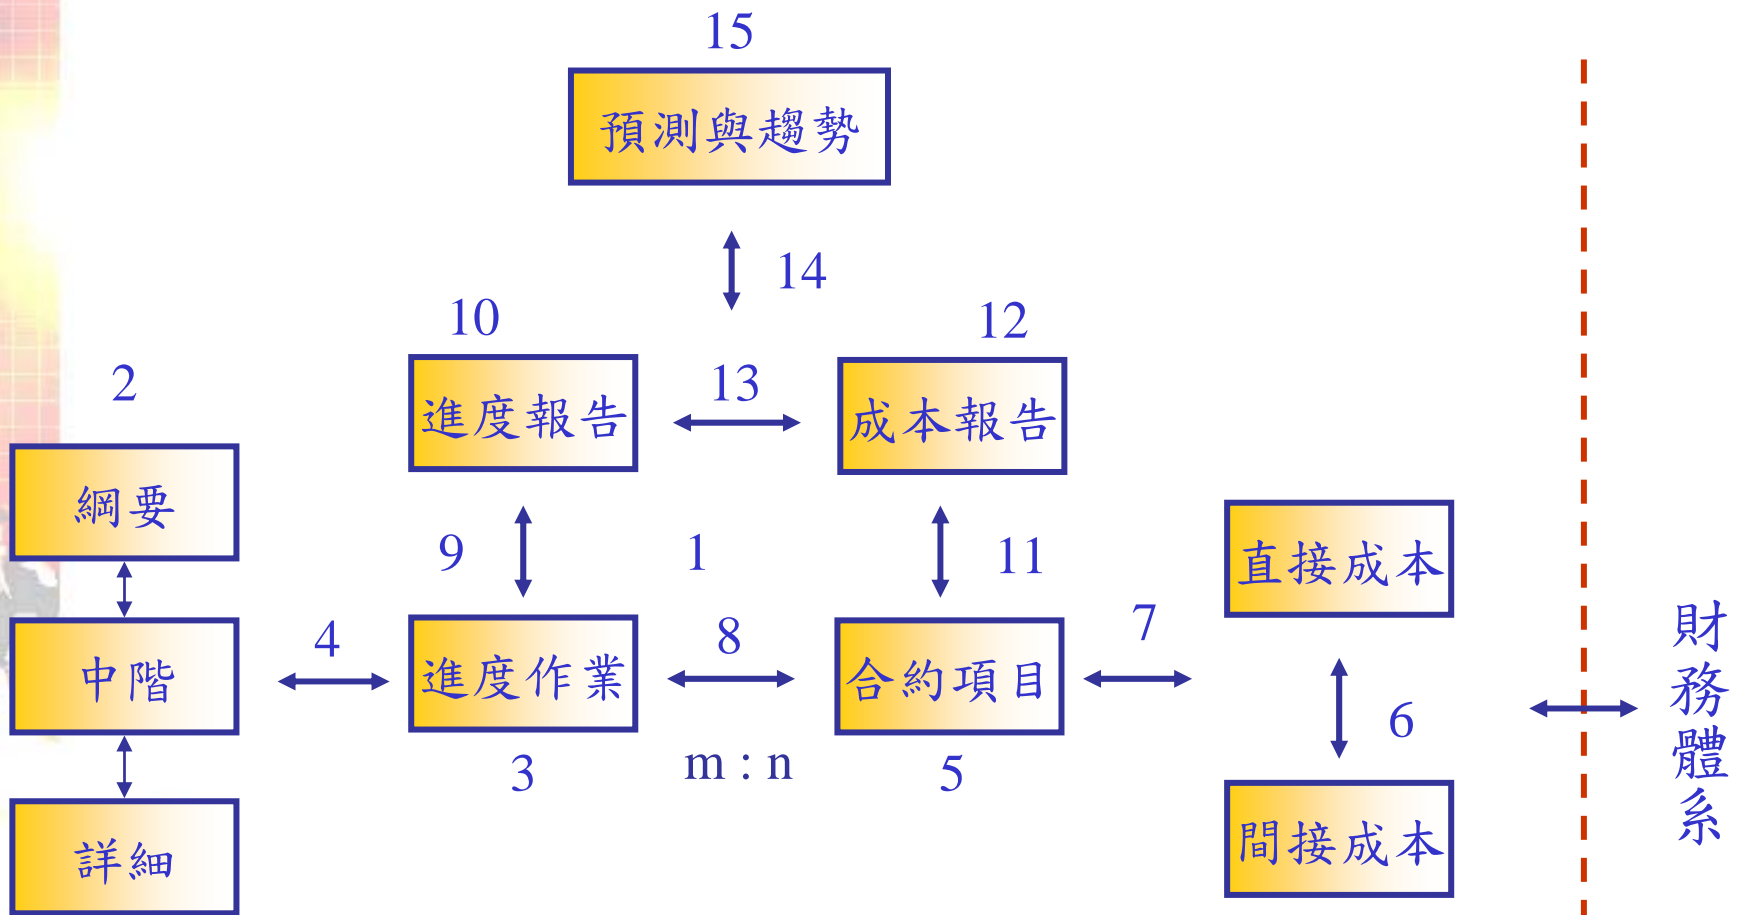 15
預測與趨勢
14
10
12
2
13
進度報告
成本報告
綱要
9
1
11
直接成本
4
8
7
中階
進度作業
合約項目
6
3
m : n
5
詳細
間接成本
財務體系